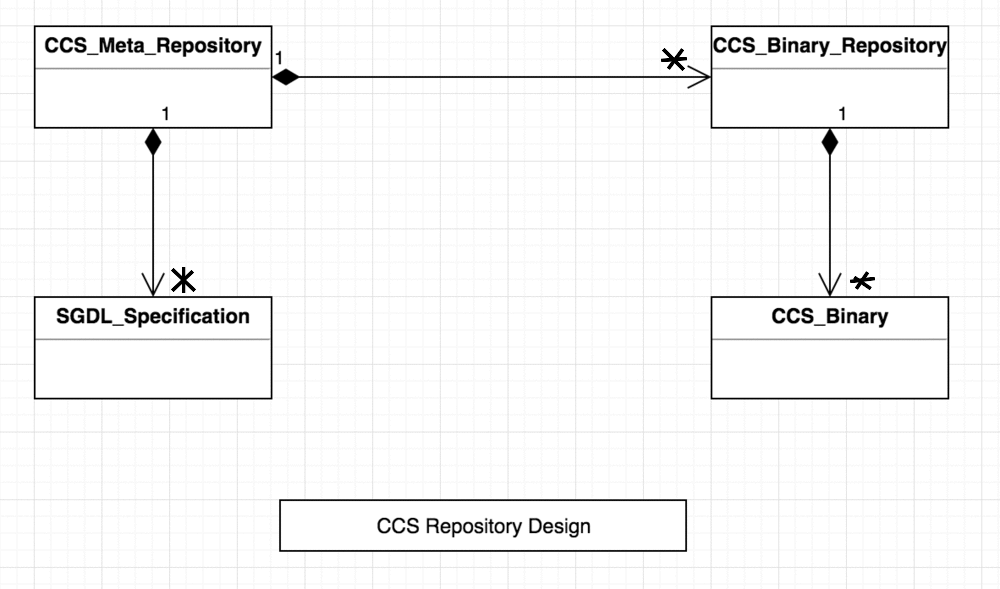 CCS_Meta_Repository
1
*
CCS_Binary_Repository
1
1
*
*
SGDL_Specification
CCS_Binary
CCS Repository Design